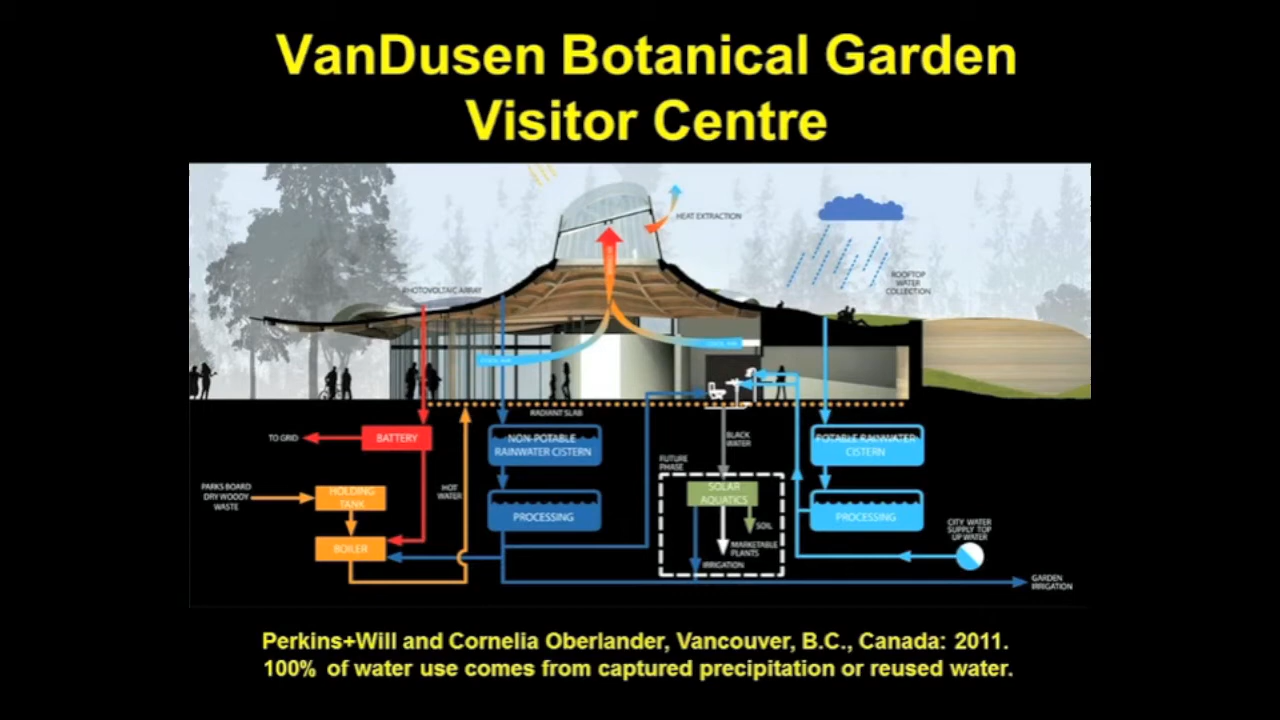 VanDusen Botanical Garden
Visitor Centre
HEAT EXTRACTION
ROOFTOP
WATER
COLLECTION
PHOTOVOLTAIC ARRAY
RADIANT SLAB
TO GRID
BATTERY
NON-POTABLE
RAINWATER CISTERN
BLACK
WATER
POTABLE RAINWATER
CISTERN
FUTURE
PHASE
PARKS BOARD
DRY WOODY
WASTE
HOLDING
TANK
HOT
WATER
PROCESSING
SOLAR
AQUATICS
PROCESSING
SOIL
CITY WATER
SUPPLY TOP
UP WATER
BOILER
MARKETABLE
PLANTS
IRRIGATION
GARDEN
IRRIGATION
Perkins+Will and Cornelia Oberlander, Vancouver, B.C., Canada: 2011.
100% of water use comes from captured precipitation or reused water.